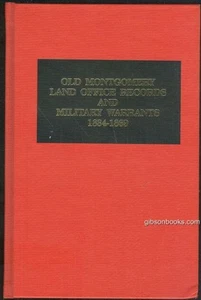 OLD MONTGOMERY
LAND OFFICE RECORDS
AND
MILITARY WARRANTS
1834-1869
gibsonbooks.com